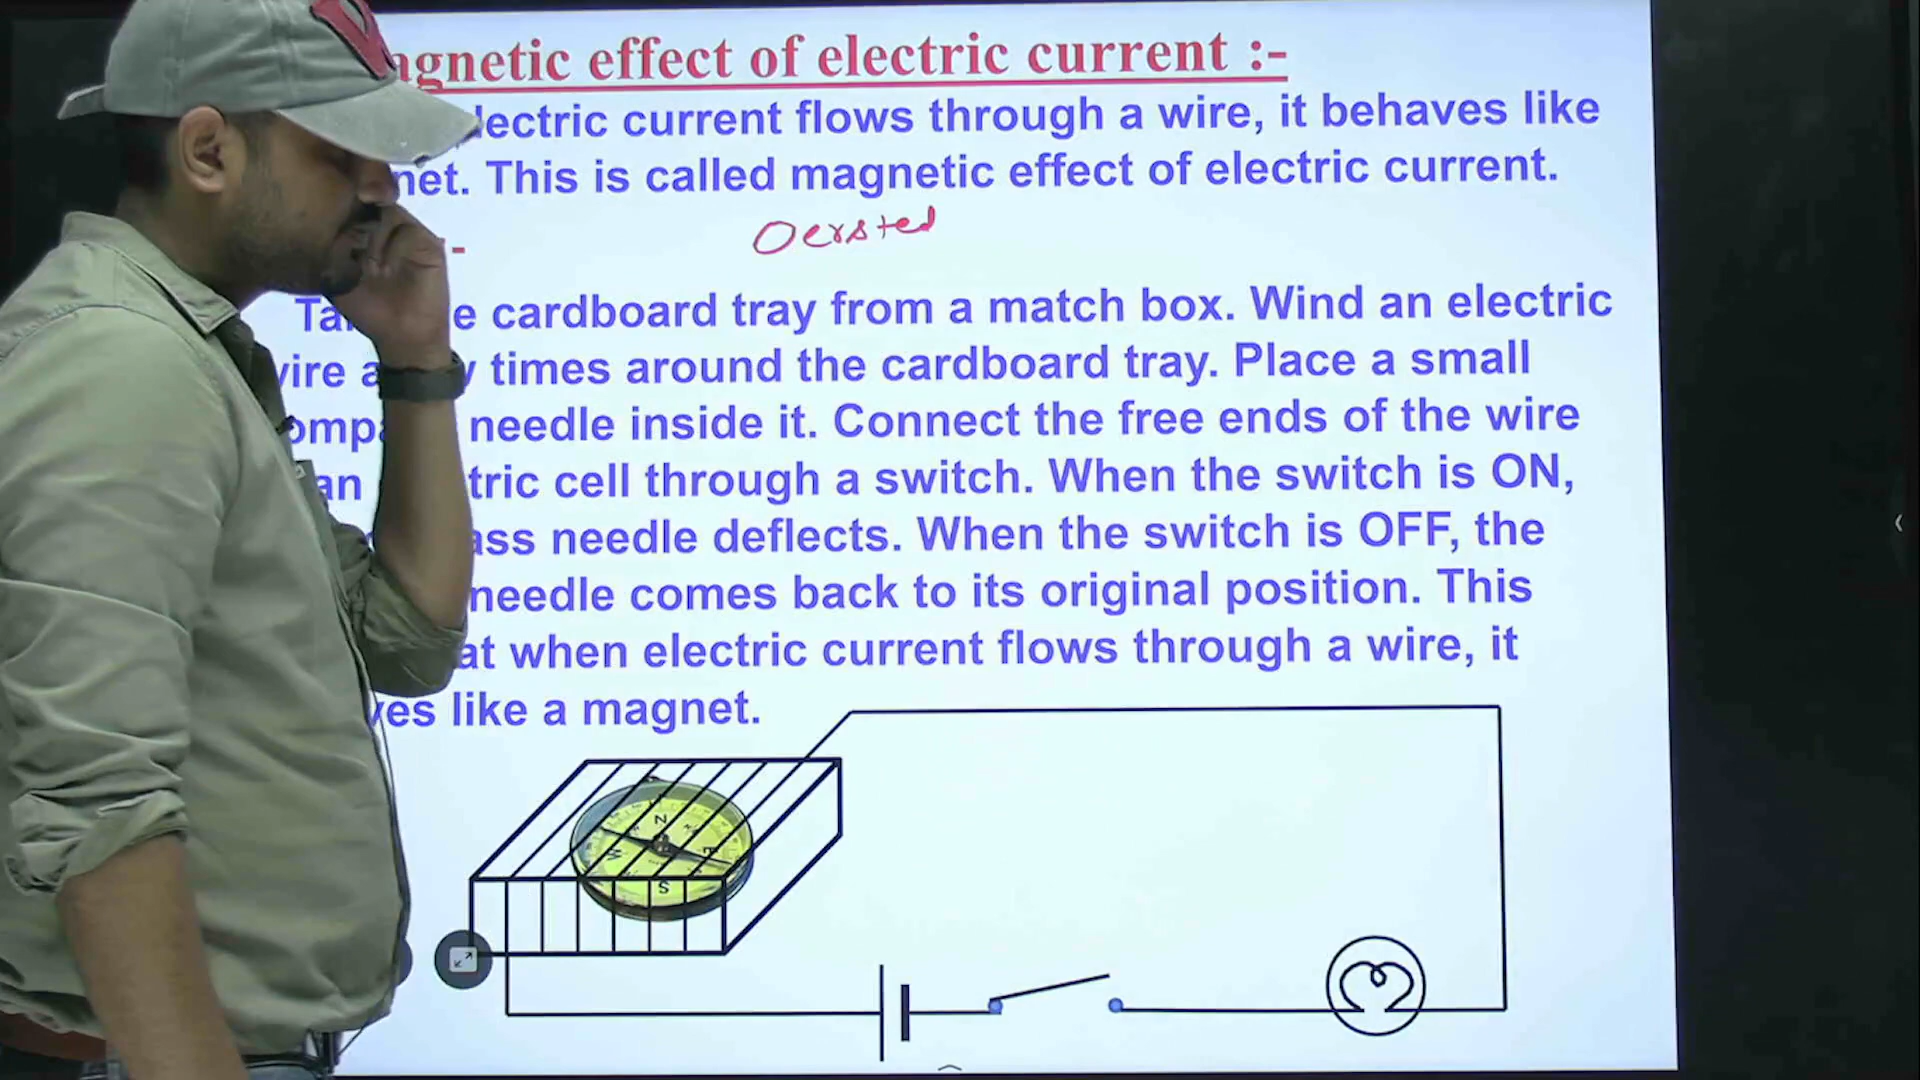 agnetic effect of electric current :-
lectric current flows through a wire, it behaves like
net. This is called magnetic effect of electric current.
Oersted
-
Ta e cardboard tray from a match box. Wind an electric
ire a y times around the cardboard tray. Place a small
omp needle inside it. Connect the free ends of the wire
an tric cell through a switch. When the switch is ON,
ass needle deflects. When the switch is OFF, the
needle comes back to its original position. This
at when electric current flows through a wire, it
es like a magnet.
N
W E
S